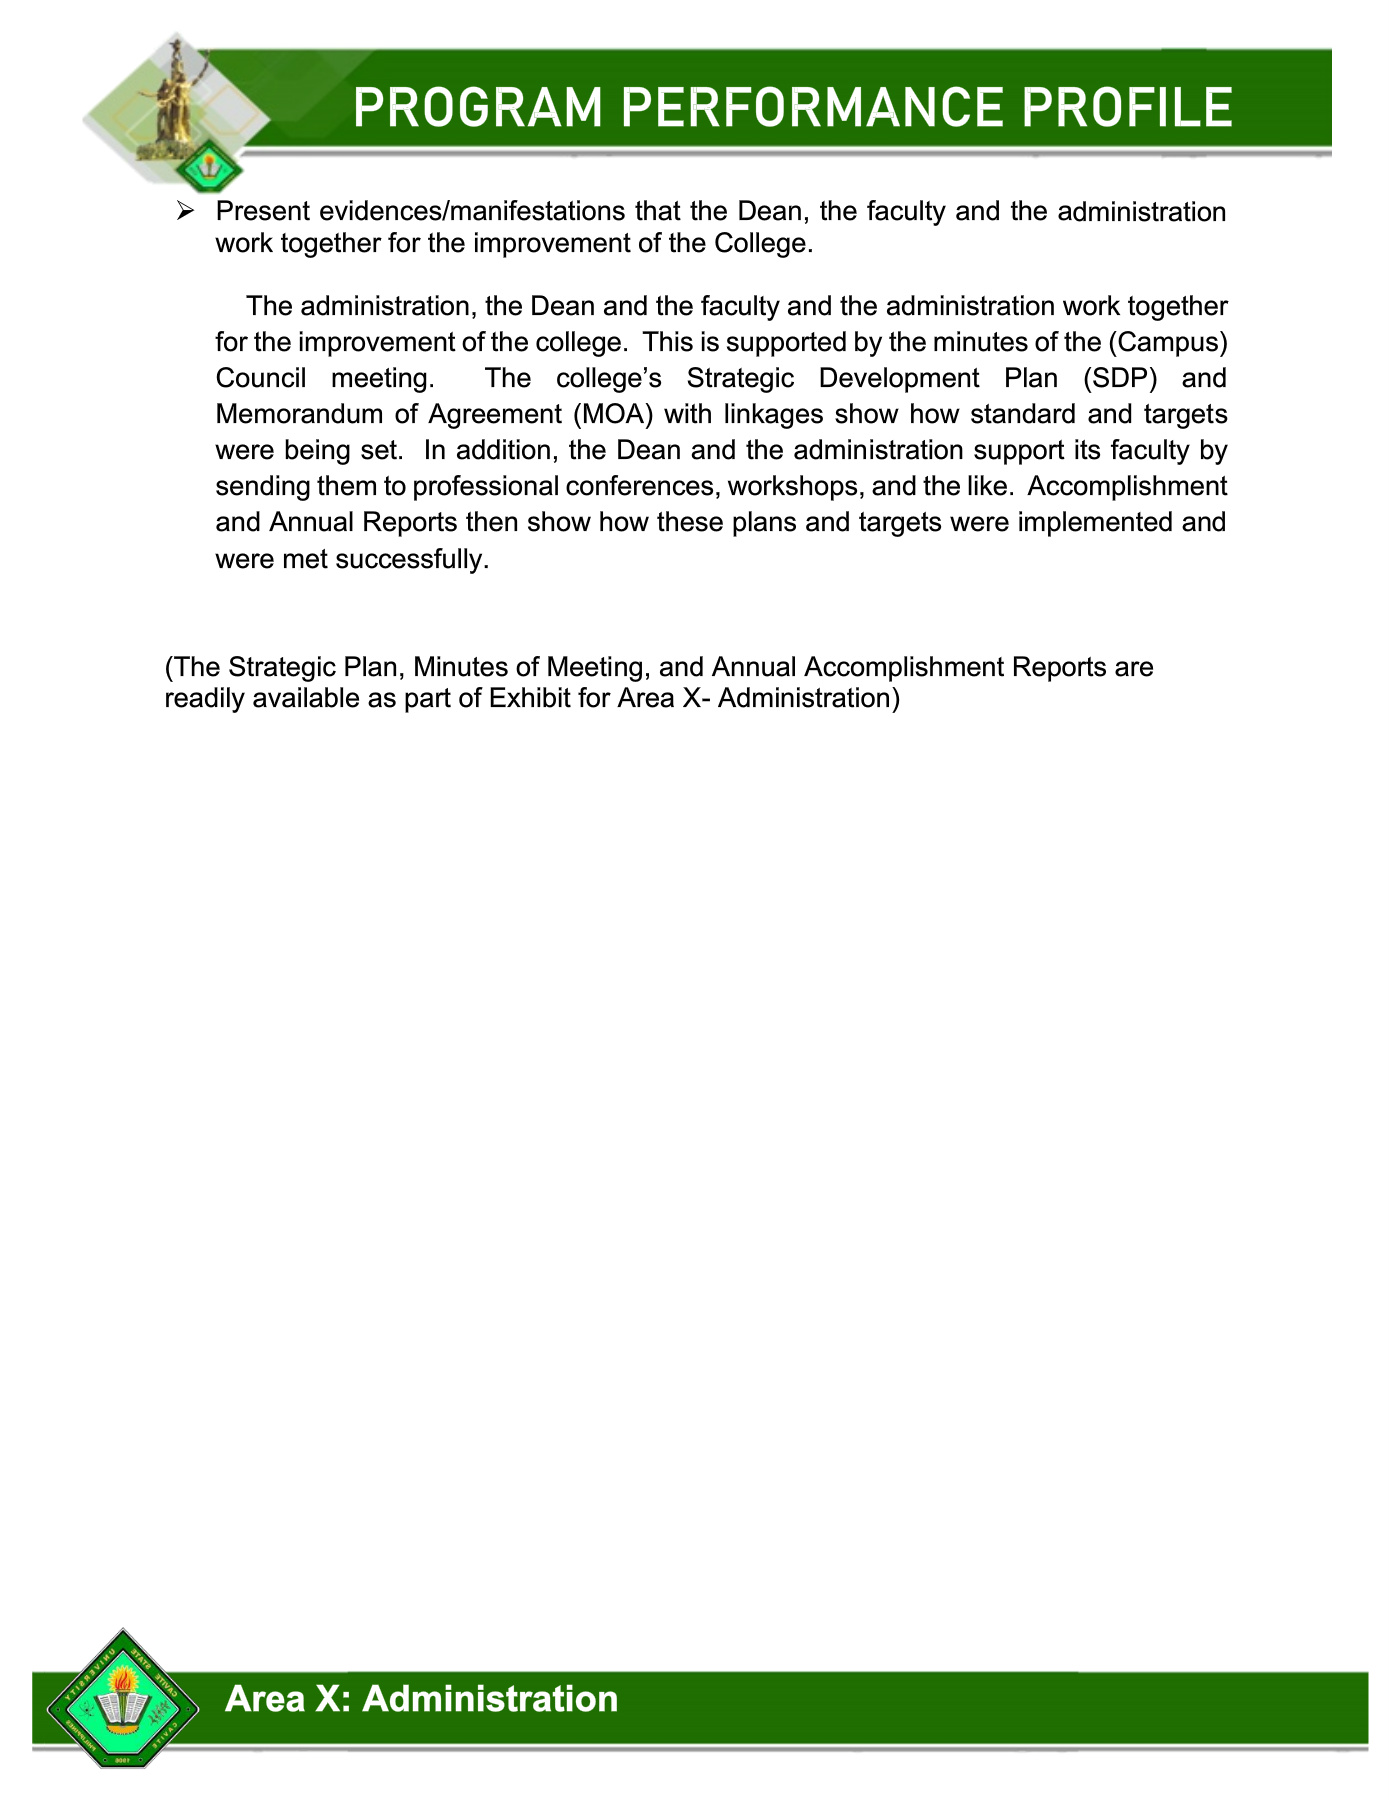 PROGRAM PERFORMANCE PROFILE
➢ Present evidences/manifestations that the Dean, the faculty and the administration
work together for the improvement of the College.
The administration, the Dean and the faculty and the administration work together
for the improvement of the college. This is supported by the minutes of the (Campus)
Council meeting. The college’s Strategic Development Plan (SDP) and
Memorandum of Agreement (MOA) with linkages show how standard and targets
were being set. In addition, the Dean and the administration support its faculty by
sending them to professional conferences, workshops, and the like. Accomplishment
and Annual Reports then show how these plans and targets were implemented and
were met successfully.
(The Strategic Plan, Minutes of Meeting, and Annual Accomplishment Reports are
readily available as part of Exhibit for Area X- Administration)
CAVITE STATE UNIVERSITY
CAVITE
PHILIPPINES
1906
Area X: Administration